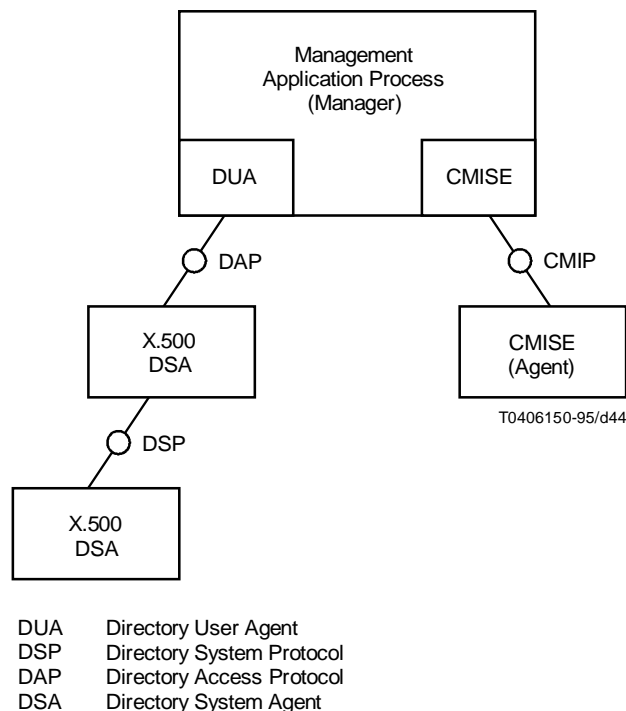 Management
Application Process
(Manager)
DUA
CMISE
DAP
CMIP
X.500
DSA
CMISE
(Agent)
T0406150-95/d44
DSP
X.500
DSA
DUA Directory User Agent
DSP Directory System Protocol
DAP Directory Access Protocol
DSA Directory System Agent